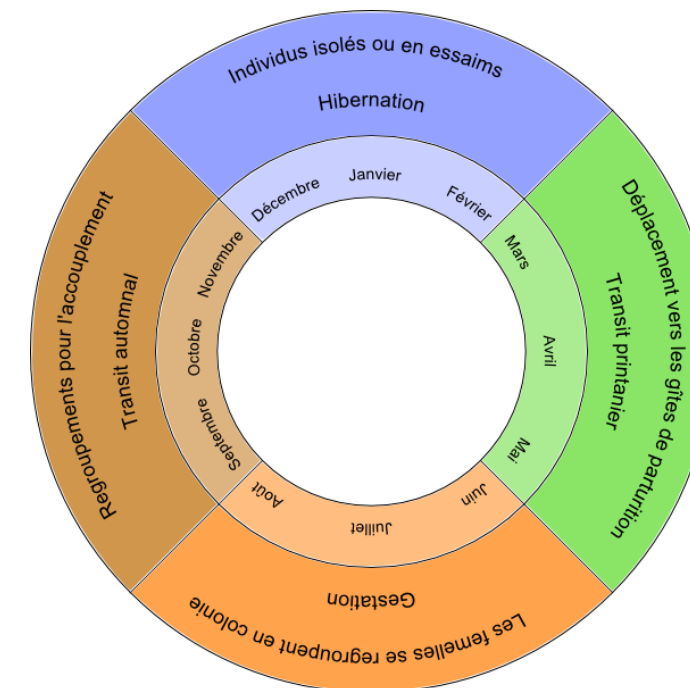 Individus isolés ou en essaims
Hibernation
Décembre
Janvier
Février
Déplacement vers les gîtes de parturition
Transit printanier
Mars
Avril
Mai
Les femelles se regroupent en colonie
Gestation
Juin
Juillet
Août
Regroupements pour l'accouplement
Transit automnal
Septembre
Octobre
Novembre